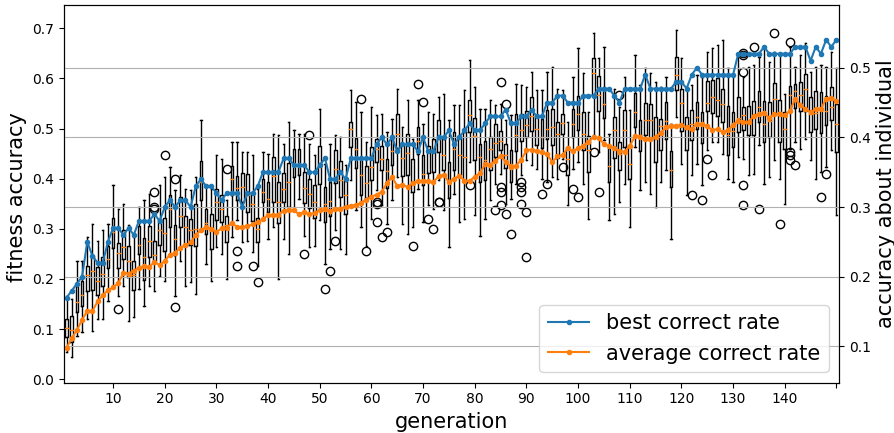 fitness accuracy
0.7
0.6
0.5
0.4
0.3
0.2
0.1
0.0
0.5
0.4
0.3
0.2
0.1
accuracy about individual
best correct rate
average correct rate
10 20 30 40 50 60 70 80 90 100 110 120 130 140
generation